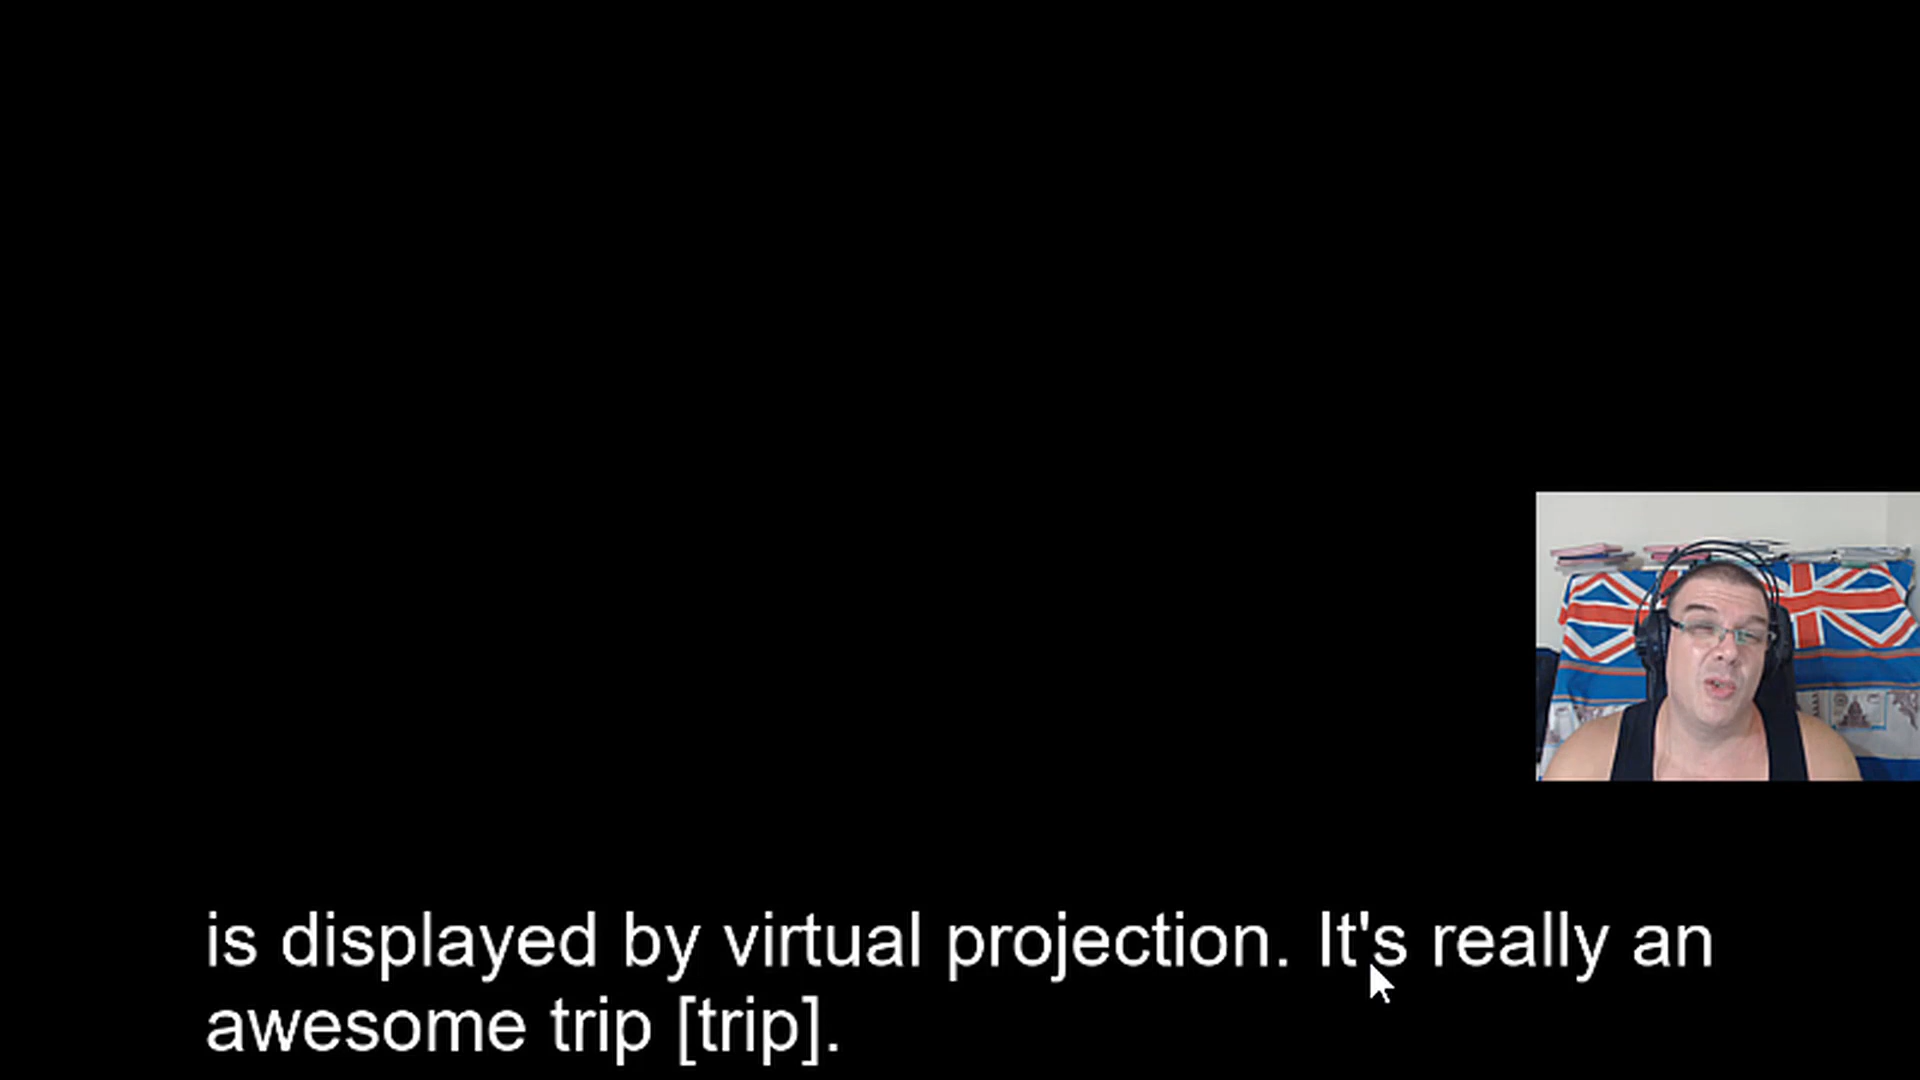 is displayed by virtual projection. It's really an
awesome trip [trip].